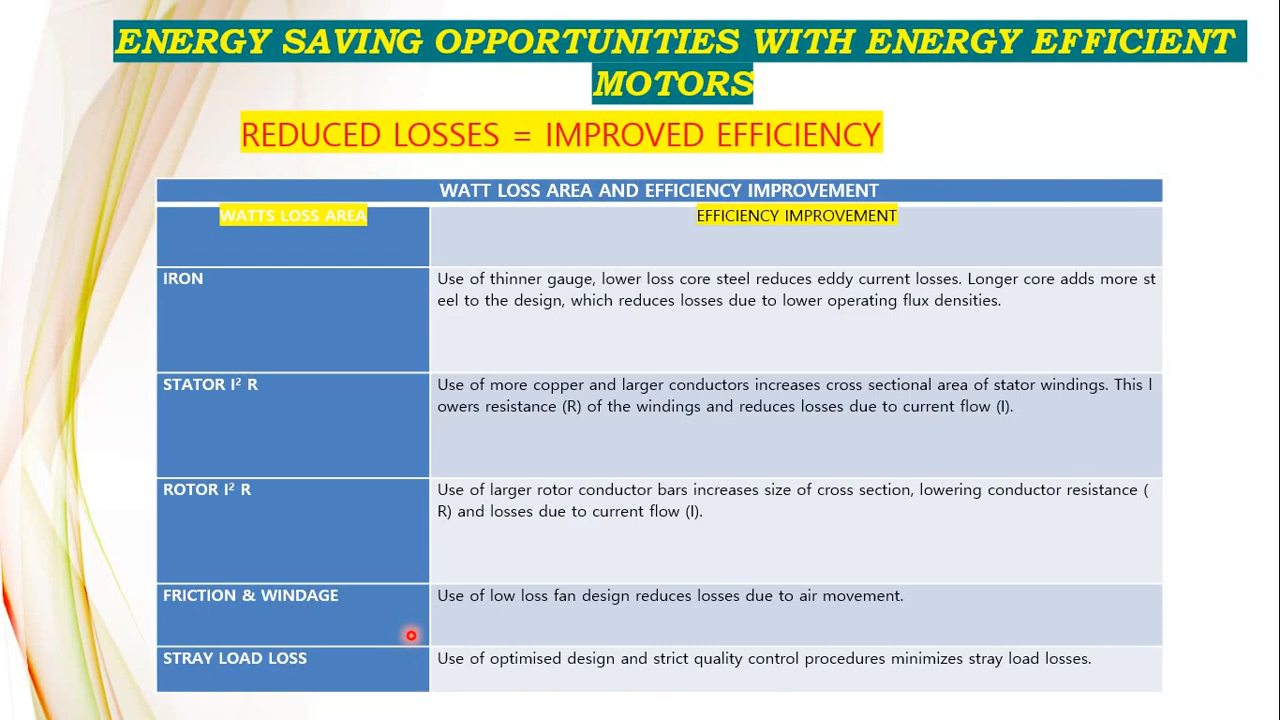 ENERGY SAVING OPPORTUNITIES WITH ENERGY EFFICIENT
MOTORS
REDUCED LOSSES = IMPROVED EFFICIENCY
WATT LOSS AREA AND EFFICIENCY IMPROVEMENT
WATTS LOSS AREA
EFFICIENCY IMPROVEMENT
IRON
Use of thinner gauge, lower loss core steel reduces eddy current losses. Longer core adds more st
eel to the design, which reduces losses due to lower operating flux densities.
STATOR I² R
Use of more copper and larger conductors increases cross sectional area of stator windings. This l
owers resistance (R) of the windings and reduces losses due to current flow (I).
ROTOR I² R
Use of larger rotor conductor bars increases size of cross section, lowering conductor resistance (
R) and losses due to current flow (I).
FRICTION & WINDAGE
Use of low loss fan design reduces losses due to air movement.
STRAY LOAD LOSS
Use of optimised design and strict quality control procedures minimizes stray load losses.